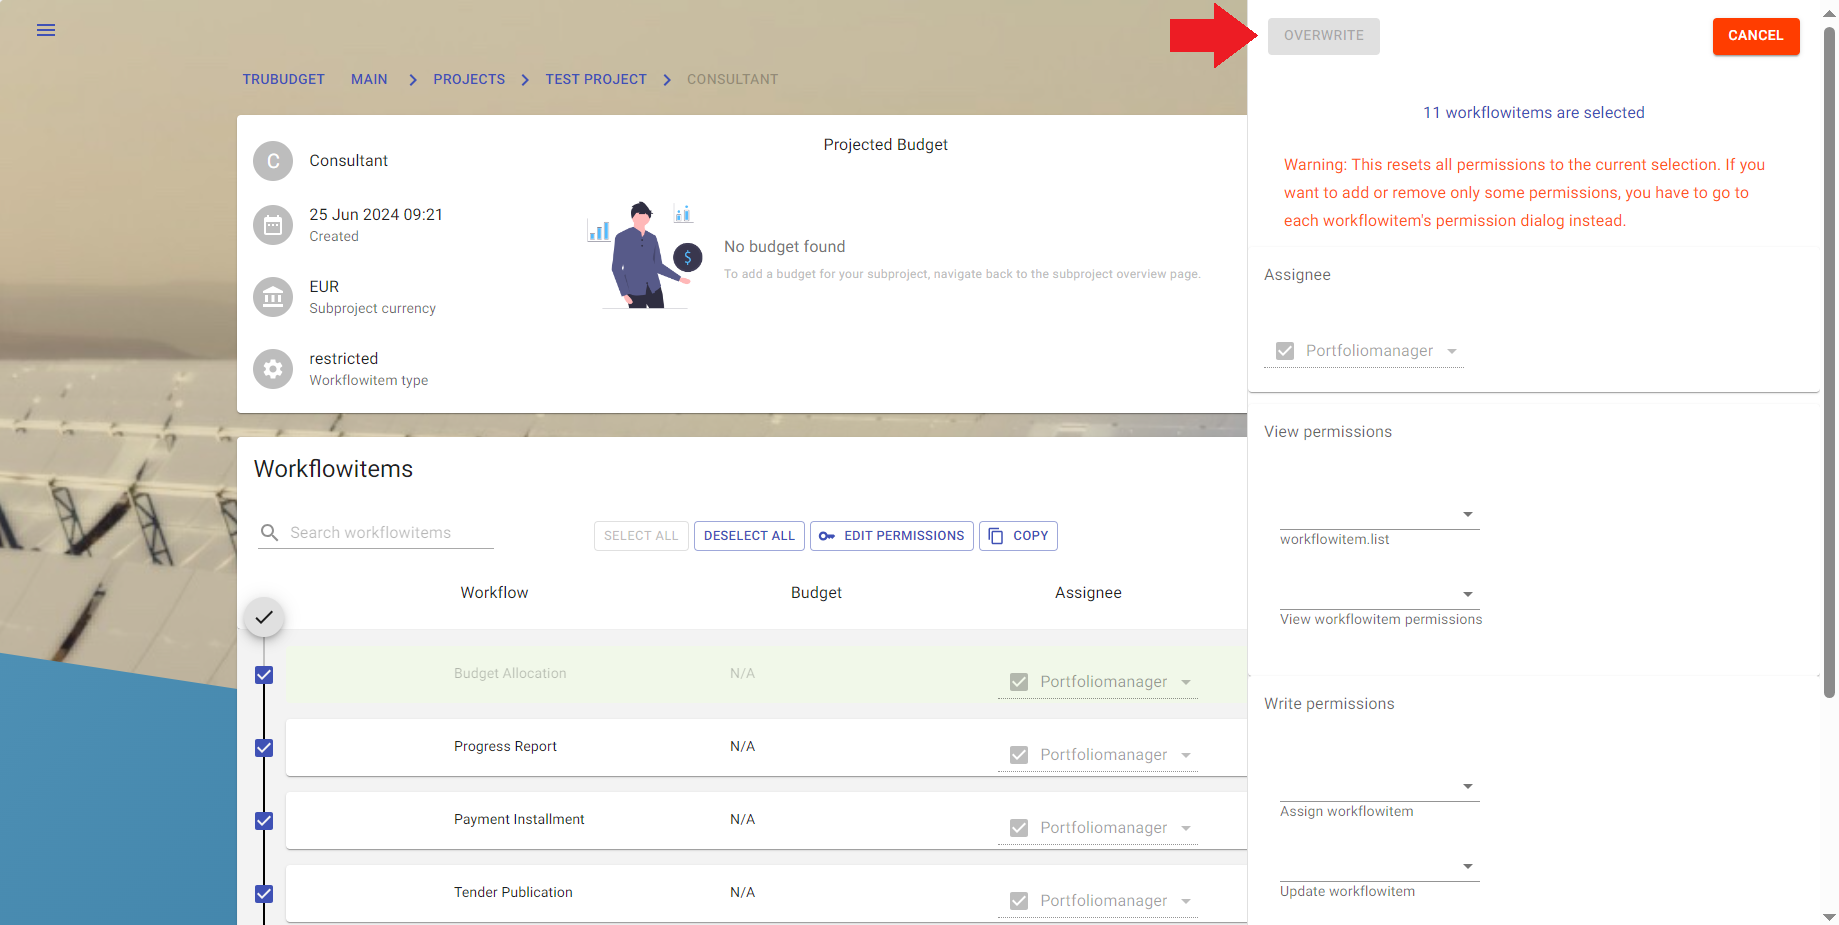 TRUBUDGET MAIN PROJECTS TEST PROJECT CONSULTANT
C Consultant
25 Jun 2024 09:21
Created
EUR
Subproject currency
restricted
Workflowitem type
Projected Budget
$
No budget found
To add a budget for your subproject, navigate back to the subproject overview page.
Workflowitems
Search workflowitems
SELECT ALL DESELECT ALL EDIT PERMISSIONS COPY
Workflow Budget Assignee
Budget Allocation N/A Portfoliomanager
Progress Report N/A Portfoliomanager
Payment Installment N/A Portfoliomanager
Tender Publication N/A Portfoliomanager
OVERWRITE CANCEL
11 workflowitems are selected
Warning: This resets all permissions to the current selection. If you
want to add or remove only some permissions, you have to go to
each workflowitem's permission dialog instead.
Assignee
Portfoliomanager
View permissions
workflowitem.list
View workflowitem permissions
Write permissions
Assign workflowitem
Update workflowitem